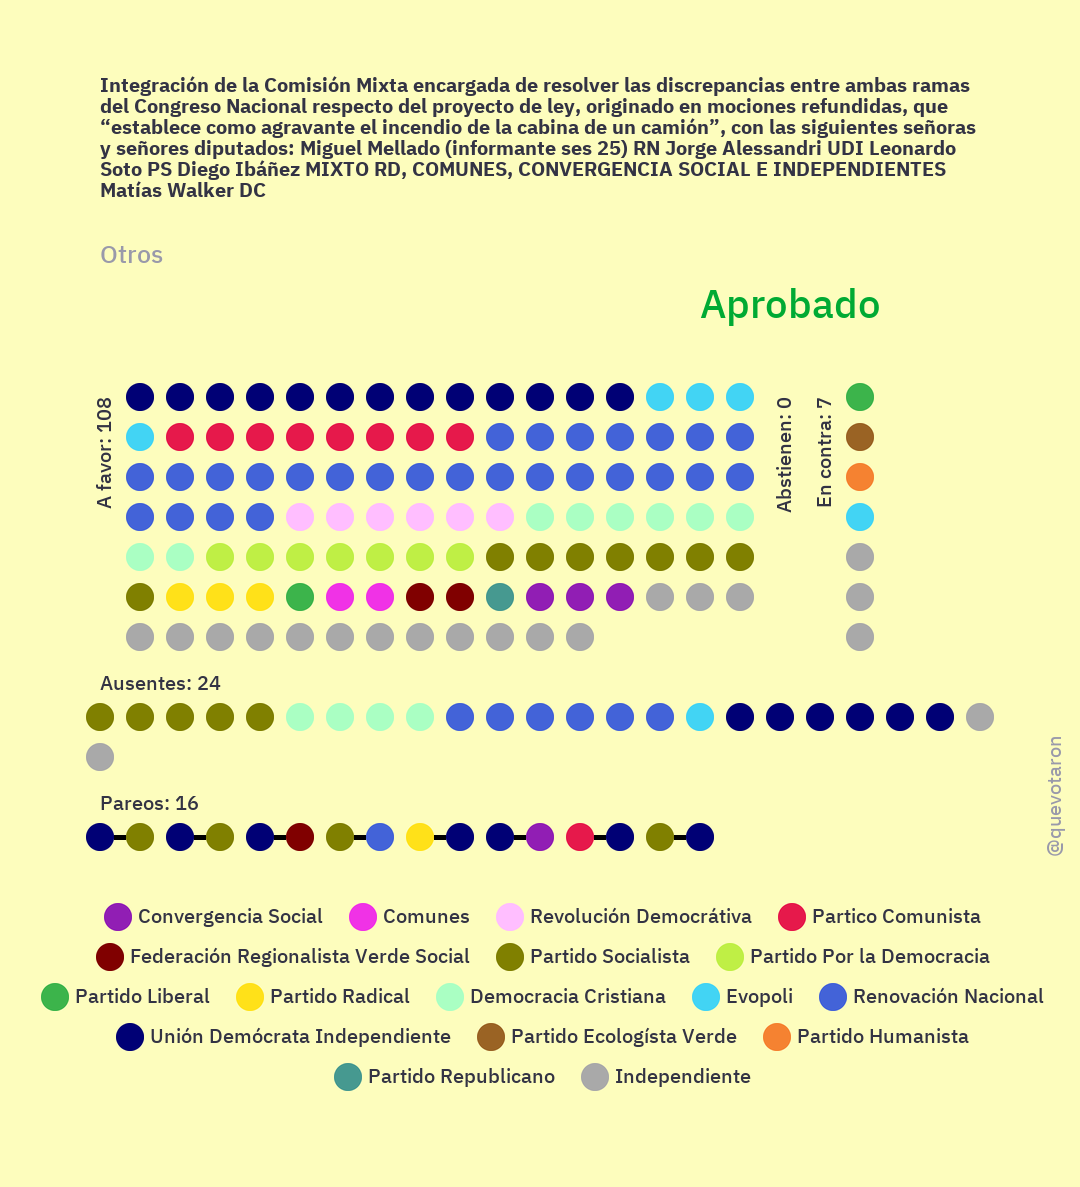 Integración de la Comisión Mixta encargada de resolver las discrepancias entre ambas ramas
del Congreso Nacional respecto del proyecto de ley, originado en mociones refundidas, que
“establece como agravante el incendio de la cabina de un camión”, con las siguientes señoras
y señores diputados: Miguel Mellado (informante ses 25) RN Jorge Alessandri UDI Leonardo
Soto PS Diego Ibáñez MIXTO RD, COMUNES, CONVERGENCIA SOCIAL E INDEPENDIENTES
Matías Walker DC
Otros
Aprobado
A favor: 108
Abstienen: 0
En contra: 7
Ausentes: 24
Pareos: 16
@quevotaron
Convergencia Social Comunes Revolución Democrátiva Partico Comunista
Federación Regionalista Verde Social Partido Socialista Partido Por la Democracia
Partido Liberal Partido Radical Democracia Cristiana Evopoli Renovación Nacional
Unión Demócrata Independiente Partido Ecologísta Verde Partido Humanista
Partido Republicano Independiente